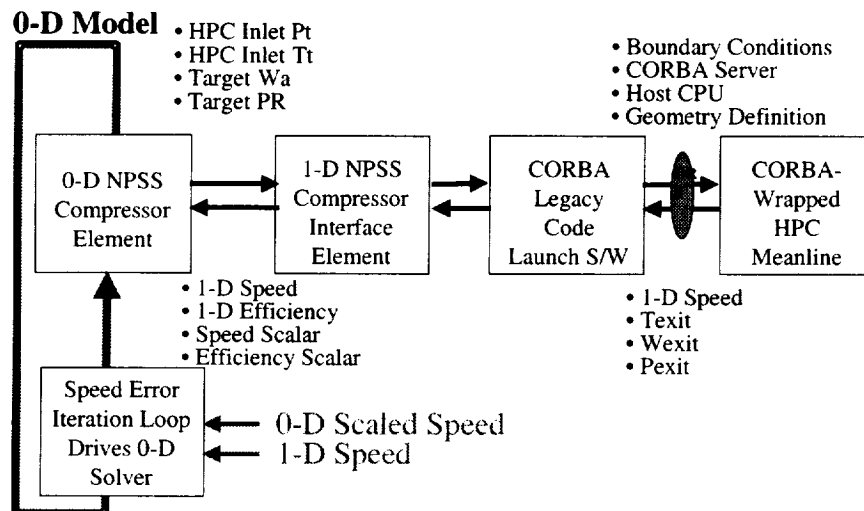 0-D Model
• HPC Inlet Pt
• HPC Inlet Tt
• Target Wa
• Target PR
• Boundary Conditions
• CORBA Server
• Host CPU
• Geometry Definition
0-D NPSS
Compressor
Element
1-D NPSS
Compressor
Interface
Element
CORBA
Legacy
Code
Launch S/W
CORBA-
Wrapped
HPC
Meanline
• 1-D Speed
• 1-D Efficiency
• Speed Scalar
• Efficiency Scalar
• 1-D Speed
• Texit
• Wexit
• Pexit
Speed Error
Iteration Loop
Drives 0-D
Solver
0-D Scaled Speed
1-D Speed